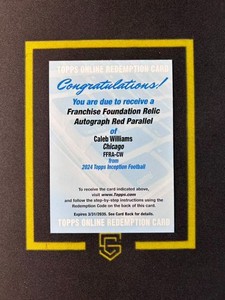 TOPPS ONLINE REDEMPTION CARD
Congratulations!
You are due to receive a
Franchise Foundation Relic
Autograph Red Parallel
of
Caleb Williams
Chicago
FFRA-CW
from
2024 Topps Inception Football
To receive the card indicated above,
visit www.Topps.com
and follow the step-by-step instructions using the
Redemption Code on the back of this card.
Expires 3/31/2035. See Card Back for details.
TOPPS ONLINE REDEMPTION CARD